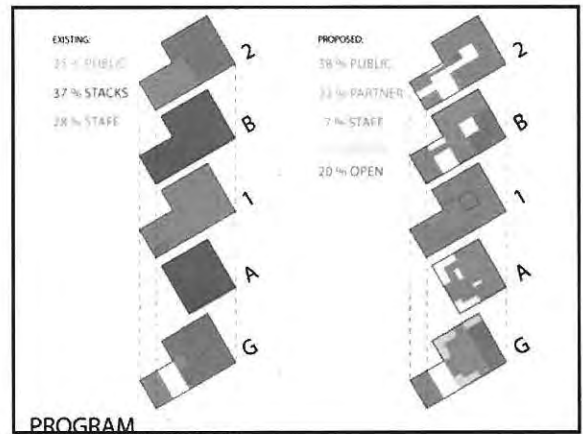 EXISTING:
% PUBLIC
37 % STACKS
28 % STAFF
2
B
1
A
G
PROPOSED:
38 % PUBLIC
% PARTNER
7 % STAFF
20 % OPEN
2
B
1
A
G
PROGRAM